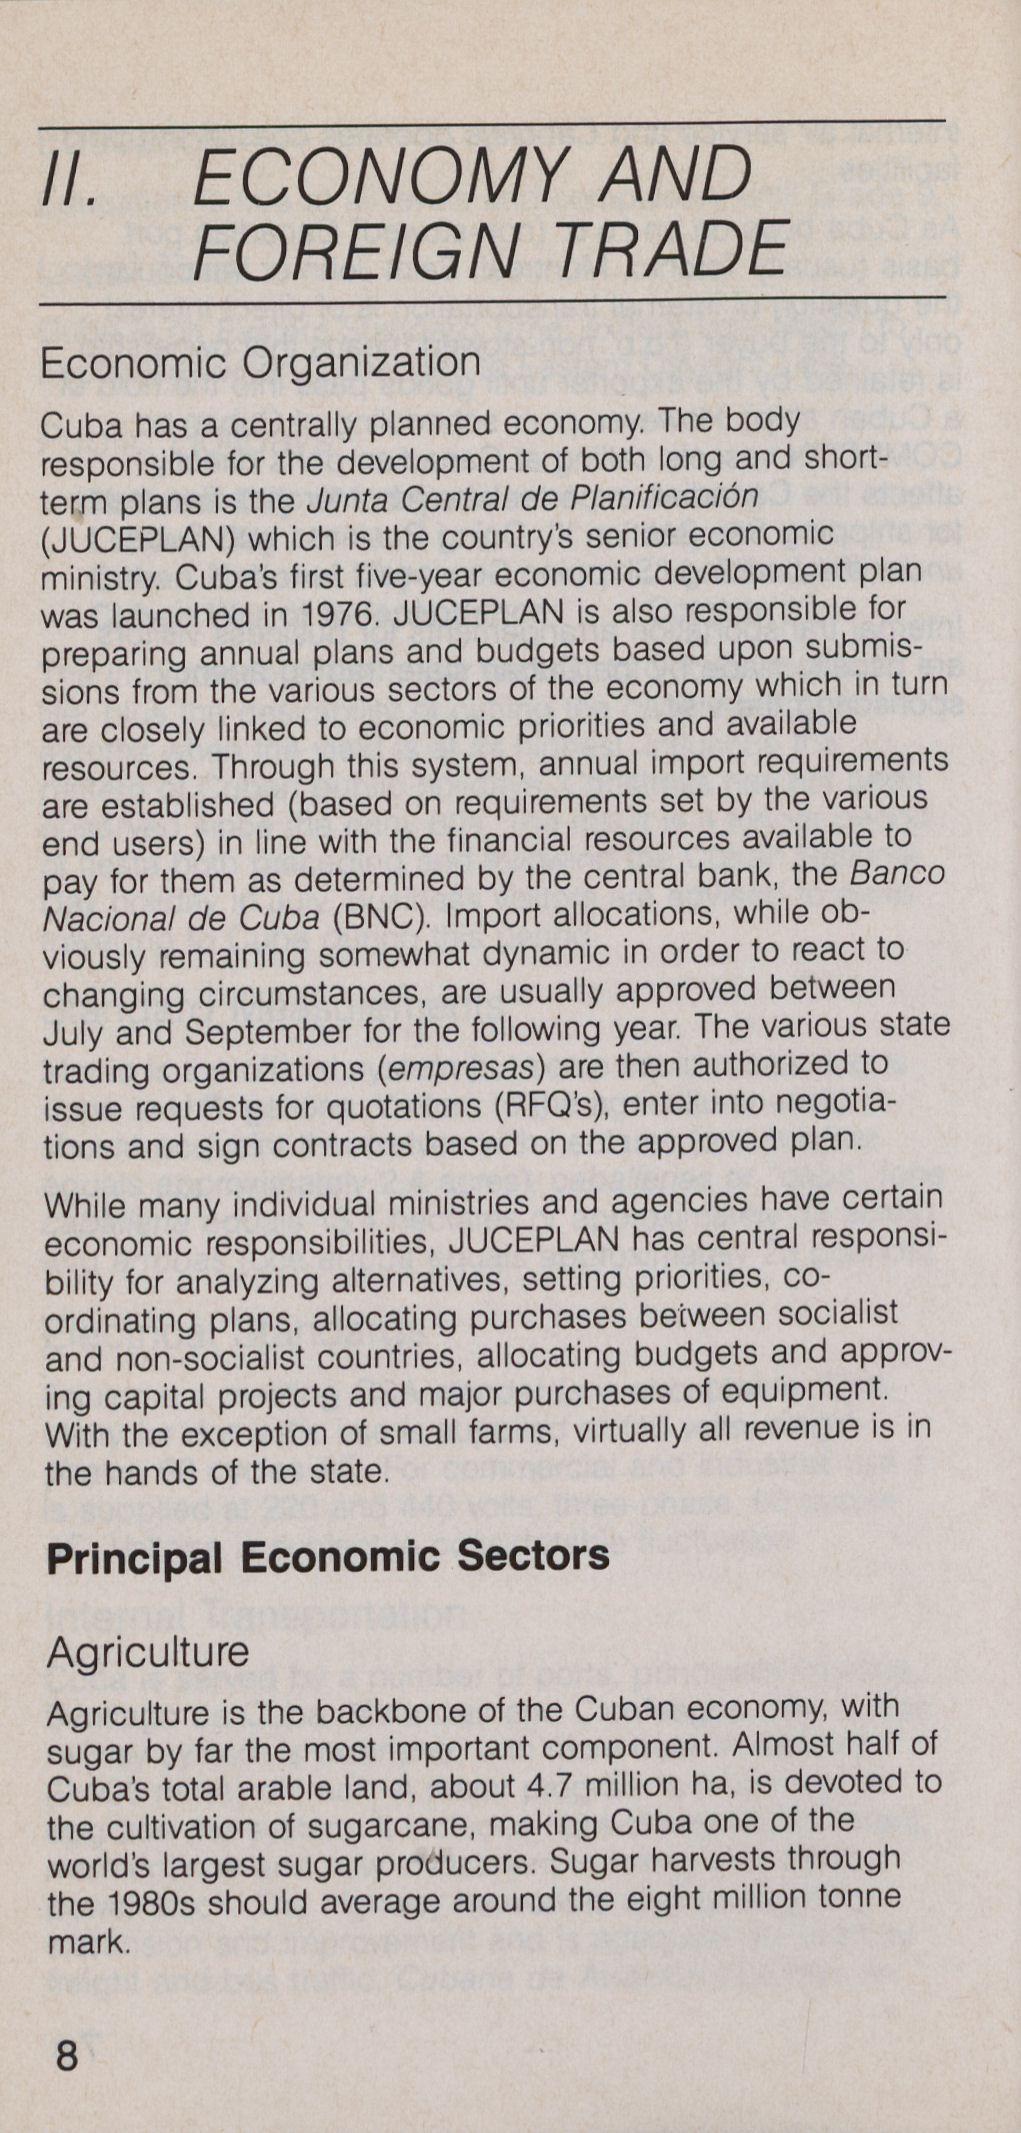 II. ECONOMY AND
FOREIGN TRADE
Economic Organization
Cuba has a centrally planned economy. The body
responsible for the development of both long and short-
term plans is the Junta Central de Planificación
(JUCEPLAN) which is the country's senior economic
ministry. Cuba's first five-year economic development plan
was launched in 1976. JUCEPLAN is also responsible for
preparing annual plans and budgets based upon submis-
sions from the various sectors of the economy which in turn
are closely linked to economic priorities and available
resources. Through this system, annual import requirements
are established (based on requirements set by the various
end users) in line with the financial resources available to
pay for them as determined by the central bank, the Banco
Nacional de Cuba (BNC). Import allocations, while ob-
viously remaining somewhat dynamic in order to react to
changing circumstances, are usually approved between
July and September for the following year. The various state
trading organizations (empresas) are then authorized to
issue requests for quotations (RFQ's), enter into negotia-
tions and sign contracts based on the approved plan.
While many individual ministries and agencies have certain
economic responsibilities, JUCEPLAN has central responsi-
bility for analyzing alternatives, setting priorities, co-
ordinating plans, allocating purchases between socialist
and non-socialist countries, allocating budgets and approv-
ing capital projects and major purchases of equipment.
With the exception of small farms, virtually all revenue is in
the hands of the state.
Principal Economic Sectors
Agriculture
Agriculture is the backbone of the Cuban economy, with
sugar by far the most important component. Almost half of
Cuba's total arable land, about 4.7 million ha, is devoted to
the cultivation of sugarcane, making Cuba one of the
world's largest sugar producers. Sugar harvests through
the 1980s should average around the eight million tonne
mark.
8